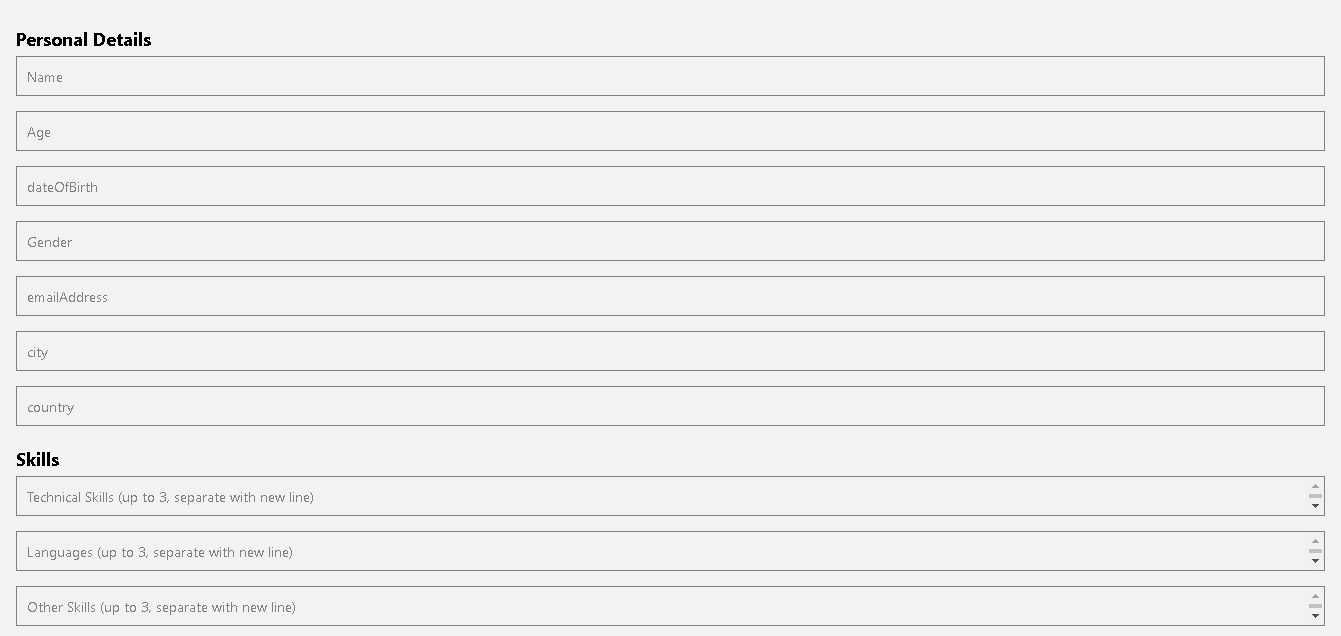 Personal Details
Name
Age
dateOfBirth
Gender
emailAddress
city
country
Skills
Technical Skills (up to 3, separate with new line)
Languages (up to 3, separate with new line)
Other Skills (up to 3, separate with new line)